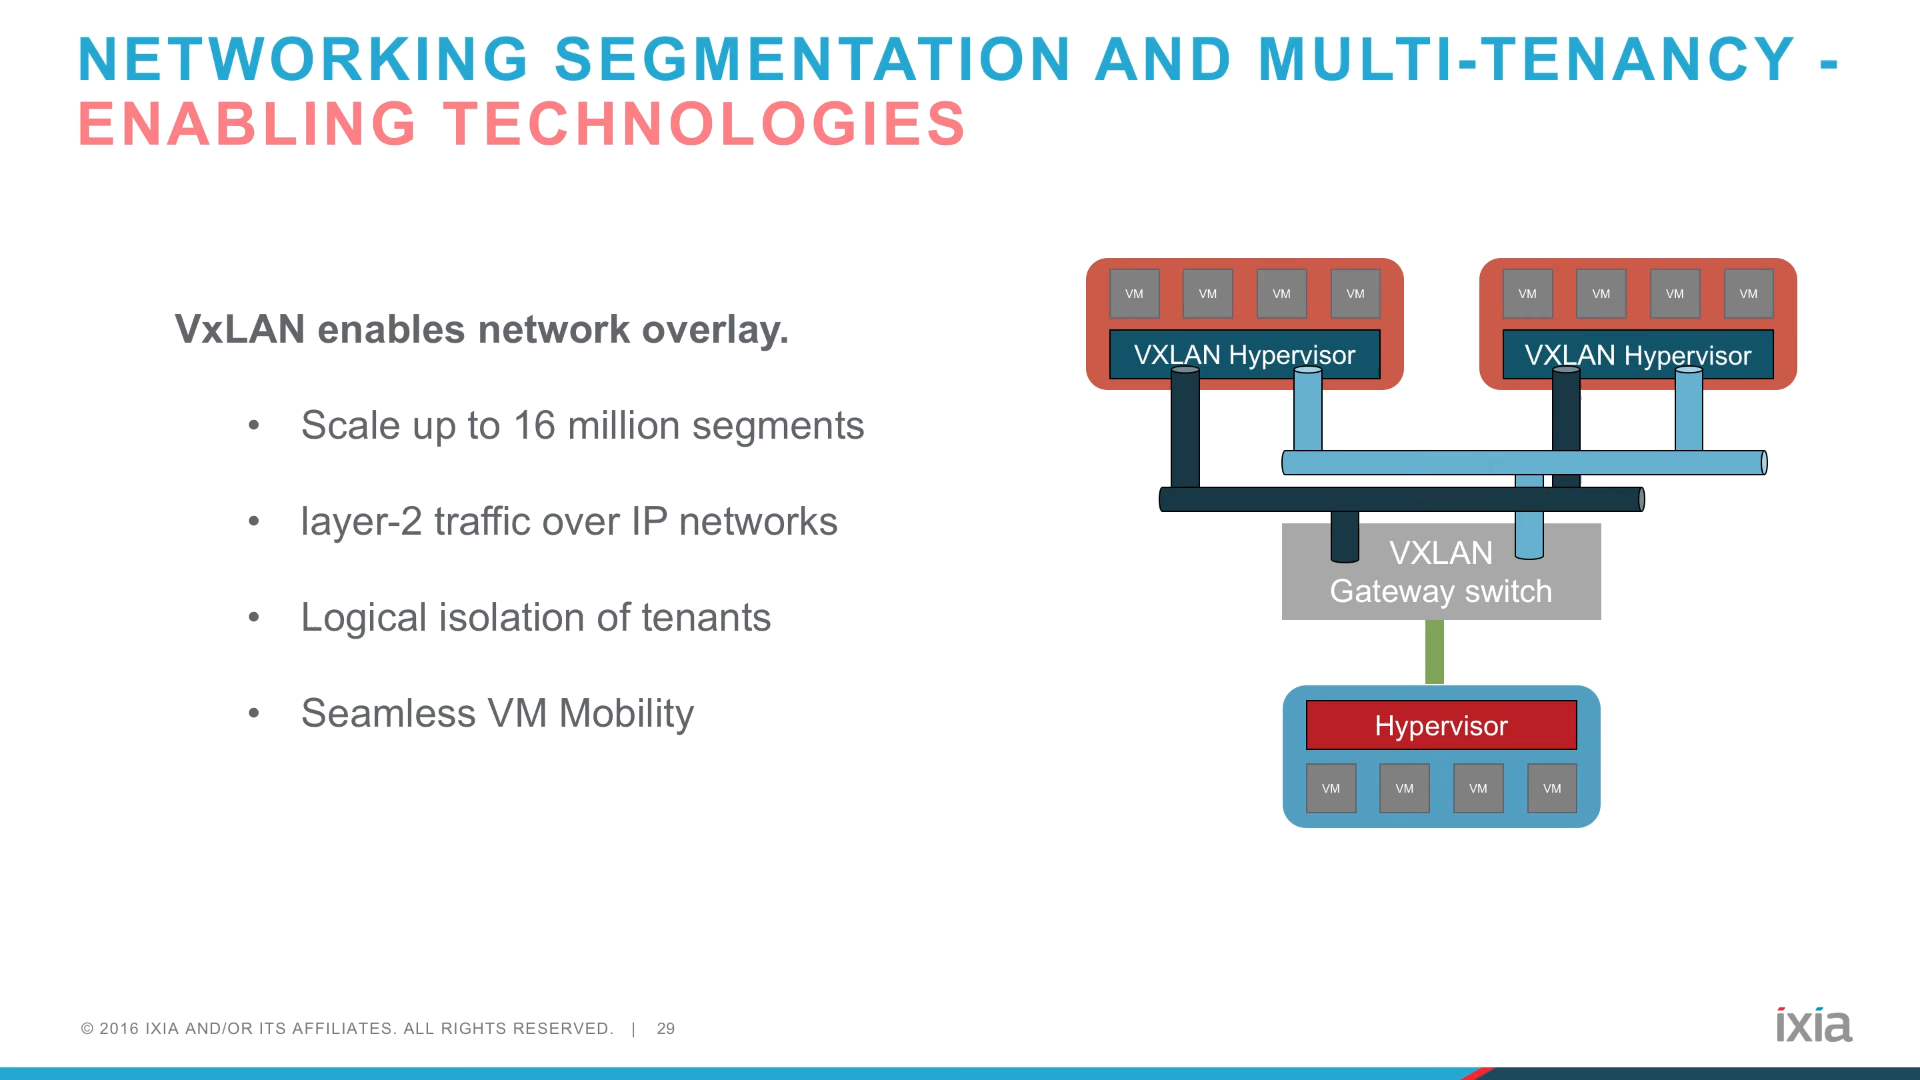 NETWORKING SEGMENTATION AND MULTI-TENANCY -
ENABLING TECHNOLOGIES
VxLAN enables network overlay.
• Scale up to 16 million segments
• layer-2 traffic over IP networks
• Logical isolation of tenants
• Seamless VM Mobility
VM VM VM VM
VXLAN Hypervisor
VM VM VM VM
VXLAN Hypervisor
VXLAN
Gateway switch
Hypervisor
VM VM VM VM
© 2016 IXIA AND/OR ITS AFFILIATES. ALL RIGHTS RESERVED. | 29
ixia